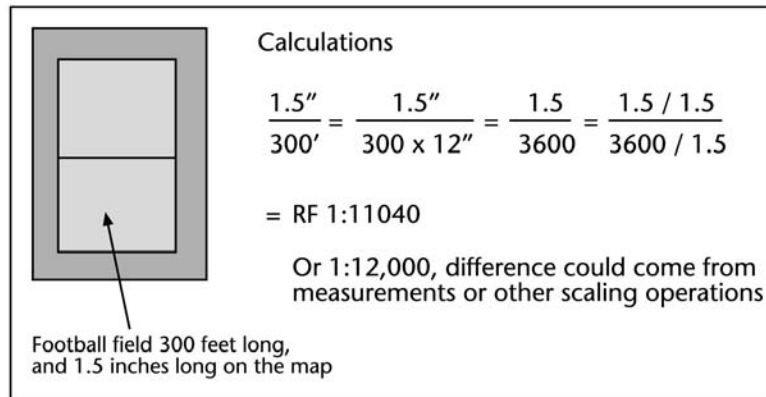 Calculations
1.5″ / 300′ = 1.5″ / 300 x 12″ = 1.5 / 3600 = 1.5 / 1.5 / 3600 / 1.5
= RF 1:11040
Or 1:12,000, difference could come from
measurements or other scaling operations
Football field 300 feet long,
and 1.5 inches long on the map